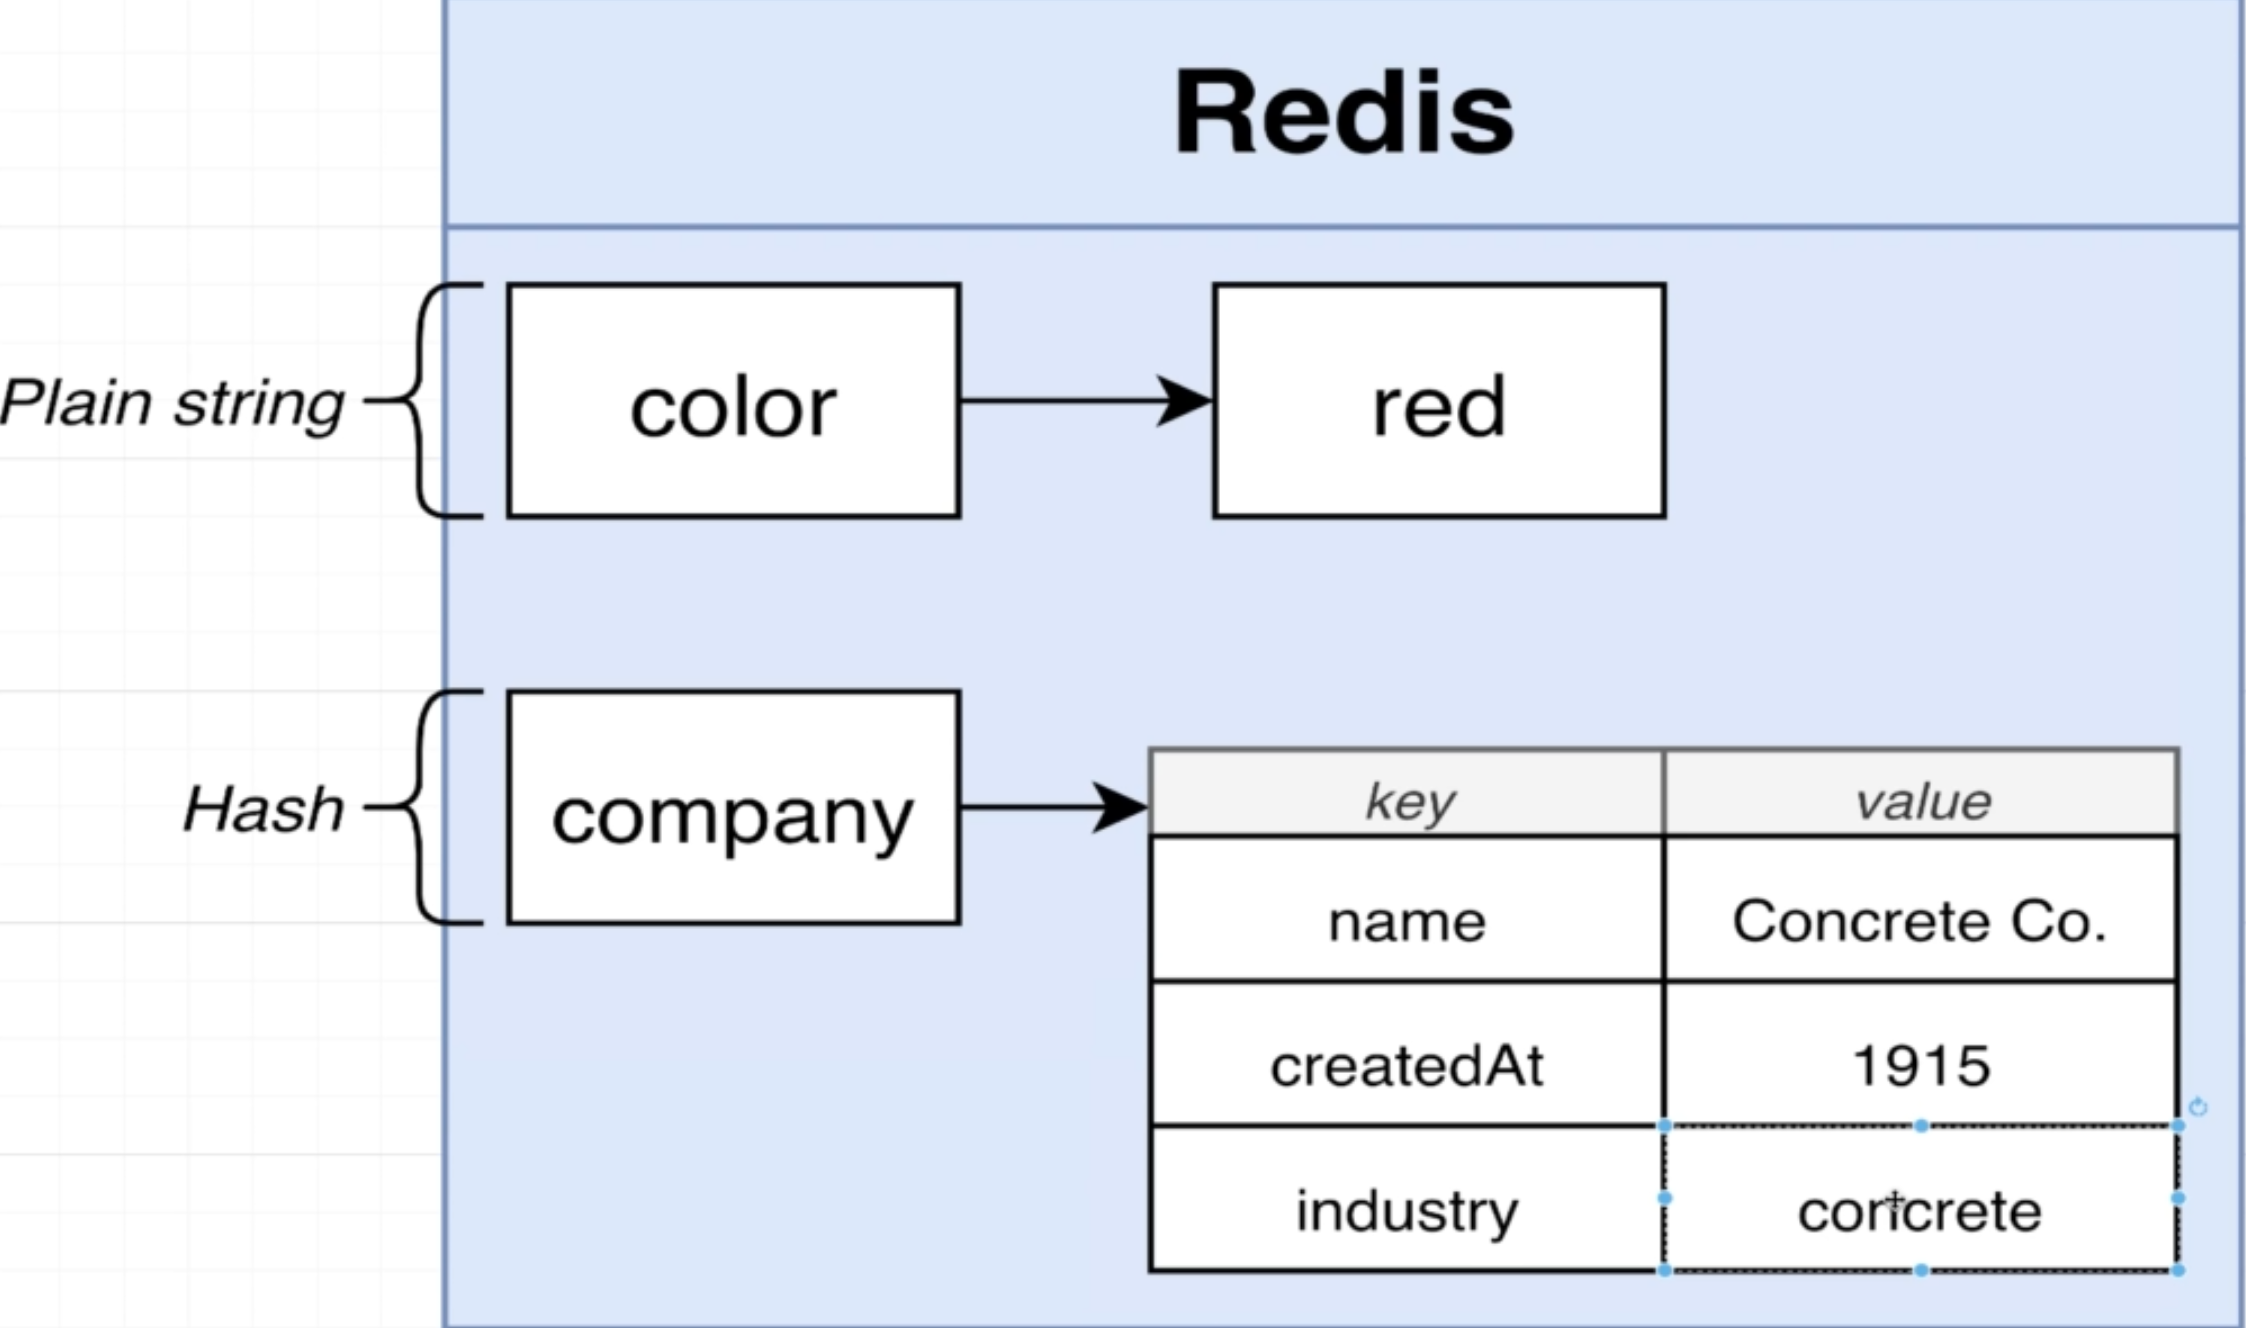 Redis
Plain string
color
red
Hash
company
key
value
name
Concrete Co.
createdAt
1915
industry
concrete